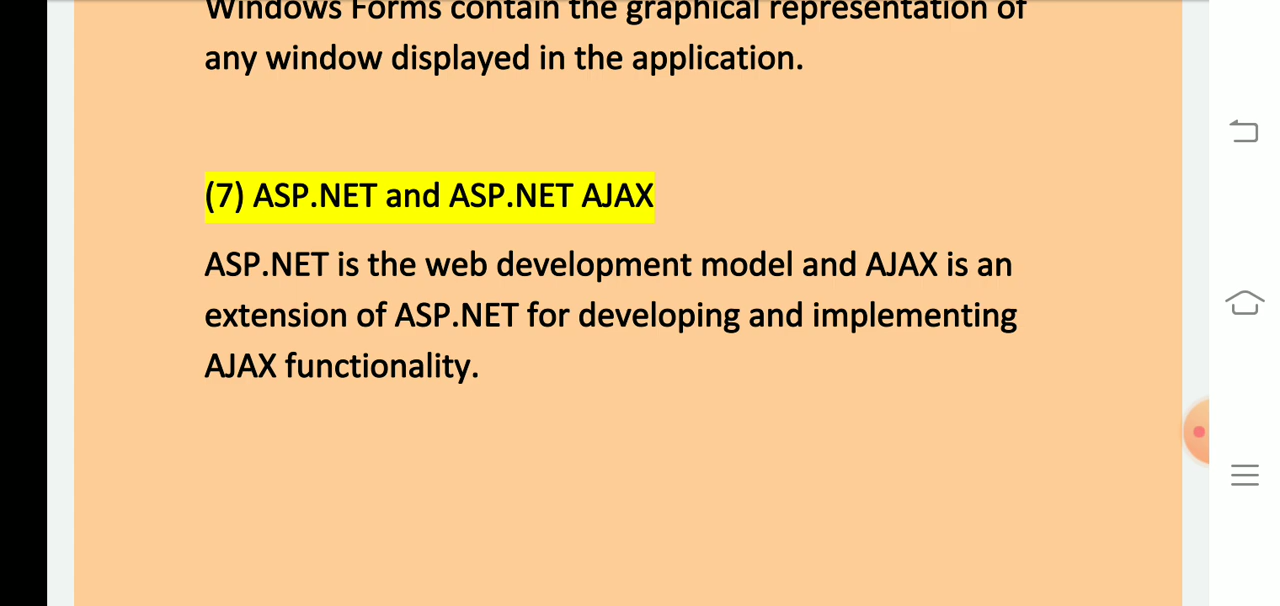 Windows Forms contain the graphical representation of
any window displayed in the application.
(7) ASP.NET and ASP.NET AJAX
ASP.NET is the web development model and AJAX is an
extension of ASP.NET for developing and implementing
AJAX functionality.